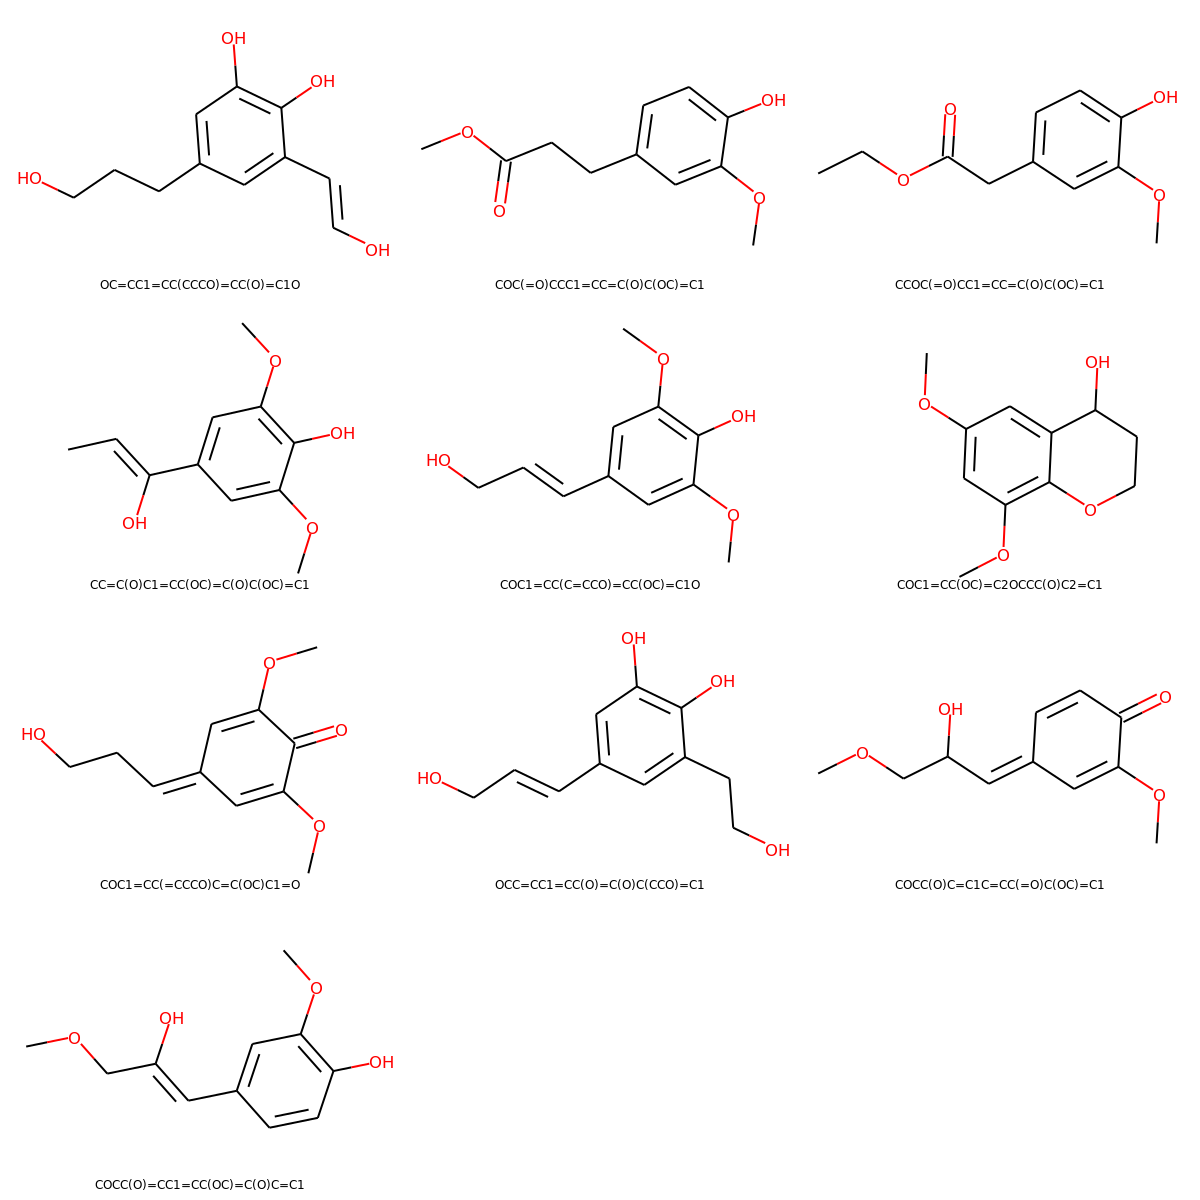 OH
OH
HO
OH
OC=CC1=CC(CCCO)=CC(O)=C1O
OH
O
O
O
COC(=O)CCC1=CC=C(O)C(OC)=C1
OH
O
O
O
CCOC(=O)CC1=CC=C(O)C(OC)=C1
O
OH
OH
O
CC=C(O)C1=CC(OC)=C(O)C(OC)=C1
O
OH
HO
O
COC1=CC(C=CCO)=CC(OC)=C1O
OH
O
O
O
COC1=CC(OC)=C2OCCC(O)C2=C1
O
O
HO
O
COC1=CC(=CCCO)C=C(OC)C1=O
OH
OH
HO
OH
OCC=CC1=CC(O)=C(O)C(CCO)=C1
O
OH
O
O
COCC(O)C=C1C=CC(=O)C(OC)=C1
O
OH
O
OH
COCC(O)=CC1=CC(OC)=C(O)C=C1